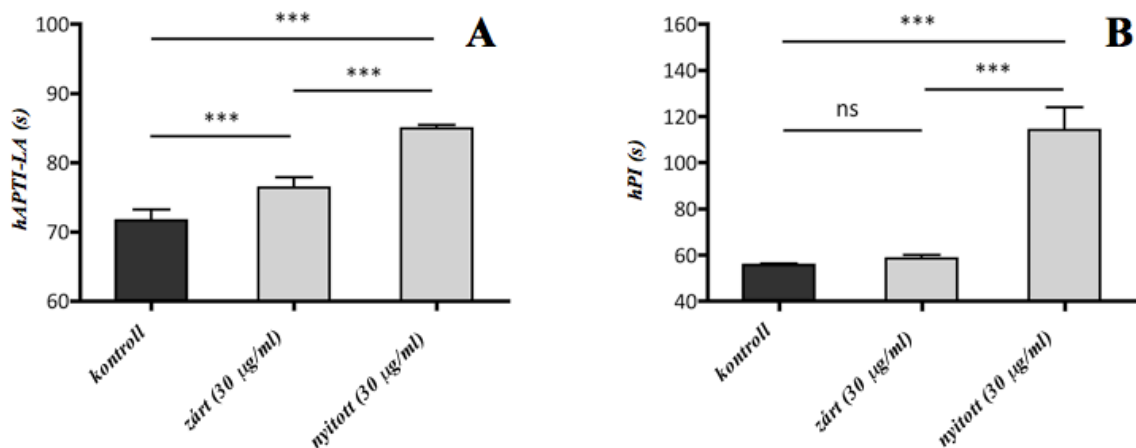 A
hAPTI-LA (s)
100
90
80
70
60
***
***
***
kontroll
zárt (30 µg/ml)
nyitott (30 µg/ml)
B
hPI (s)
160
140
120
100
80
60
40
***
***
ns
kontroll
zárt (30 µg/ml)
nyitott (30 µg/ml)